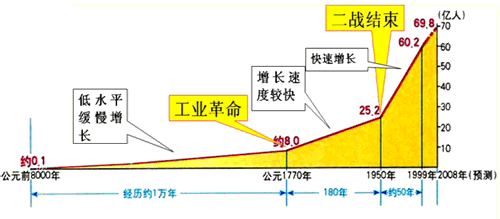 二战结束
69.8
(亿人)
70
快速增长
60.2
60
低水平
缓慢增
长
工业革命
增长速
度较快
50
40
25.2
30
20
约0.1
约8.0
10
公元前8000年
公元1770年
1950年
1999年
2008年(预测)
经历约1万年
180年
约50年